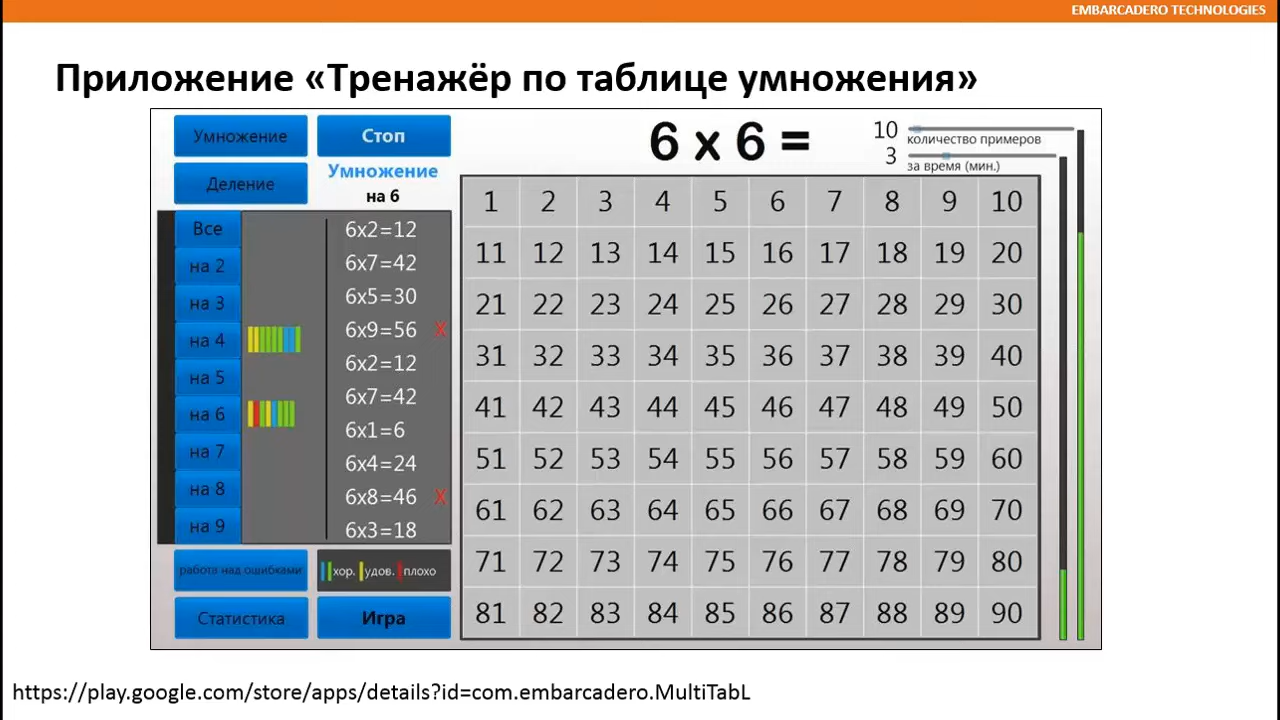 EMBARCADERO TECHNOLOGIES
Приложение «Тренажёр по таблице умножения»
Умножение
Стоп
6 x 6 =
10
количество примеров
3
за время (мин.)
Деление
Умножение
на 6
Все
на 2
на 3
на 4
на 5
на 6
на 7
на 8
на 9
6x2=12
6x7=42
6x5=30
6x9=56 X
6x2=12
6x7=42
6x1=6
6x4=24
6x8=46 X
6x3=18
1 2 3 4 5 6 7 8 9 10
11 12 13 14 15 16 17 18 19 20
21 22 23 24 25 26 27 28 29 30
31 32 33 34 35 36 37 38 39 40
41 42 43 44 45 46 47 48 49 50
51 52 53 54 55 56 57 58 59 60
61 62 63 64 65 66 67 68 69 70
71 72 73 74 75 76 77 78 79 80
81 82 83 84 85 86 87 88 89 90
работа над ошибками
хор. удов. плохо
Статистика
Игра
https://play.google.com/store/apps/details?id=com.embarcadero.MultiTabL